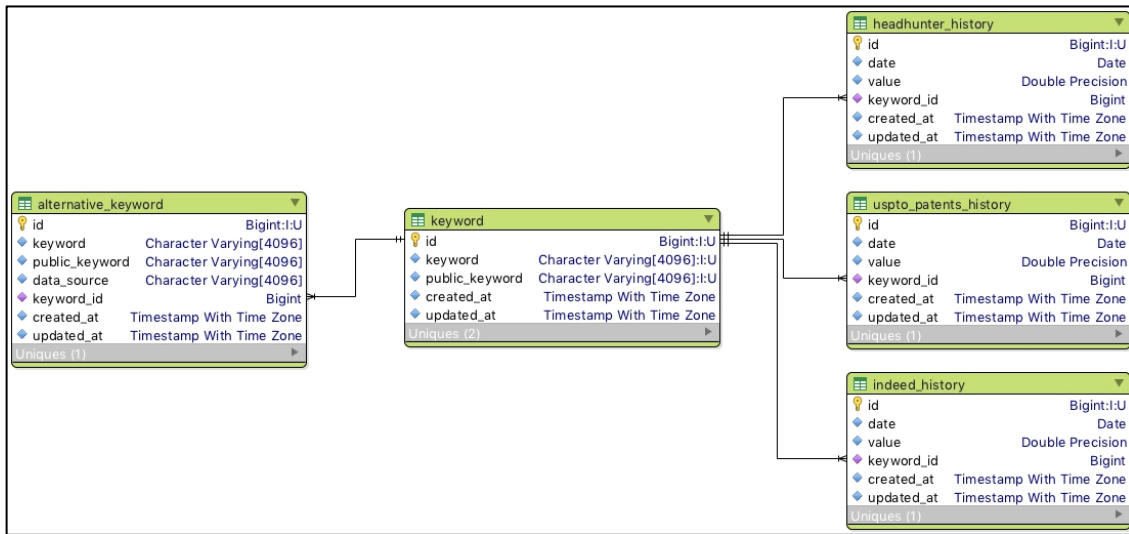 alternative_keyword
id Bigint:I:U
keyword Character Varying[4096]
public_keyword Character Varying[4096]
data_source Character Varying[4096]
keyword_id Bigint
created_at Timestamp With Time Zone
updated_at Timestamp With Time Zone
Uniques (1)
keyword
id Bigint:I:U
keyword Character Varying[4096]:I:U
public_keyword Character Varying[4096]:I:U
created_at Timestamp With Time Zone
updated_at Timestamp With Time Zone
Uniques (2)
headhunter_history
id Bigint:I:U
date Date
value Double Precision
keyword_id Bigint
created_at Timestamp With Time Zone
updated_at Timestamp With Time Zone
Uniques (1)
uspto_patents_history
id Bigint:I:U
date Date
value Double Precision
keyword_id Bigint
created_at Timestamp With Time Zone
updated_at Timestamp With Time Zone
Uniques (1)
indeed_history
id Bigint:I:U
date Date
value Double Precision
keyword_id Bigint
created_at Timestamp With Time Zone
updated_at Timestamp With Time Zone
Uniques (1)